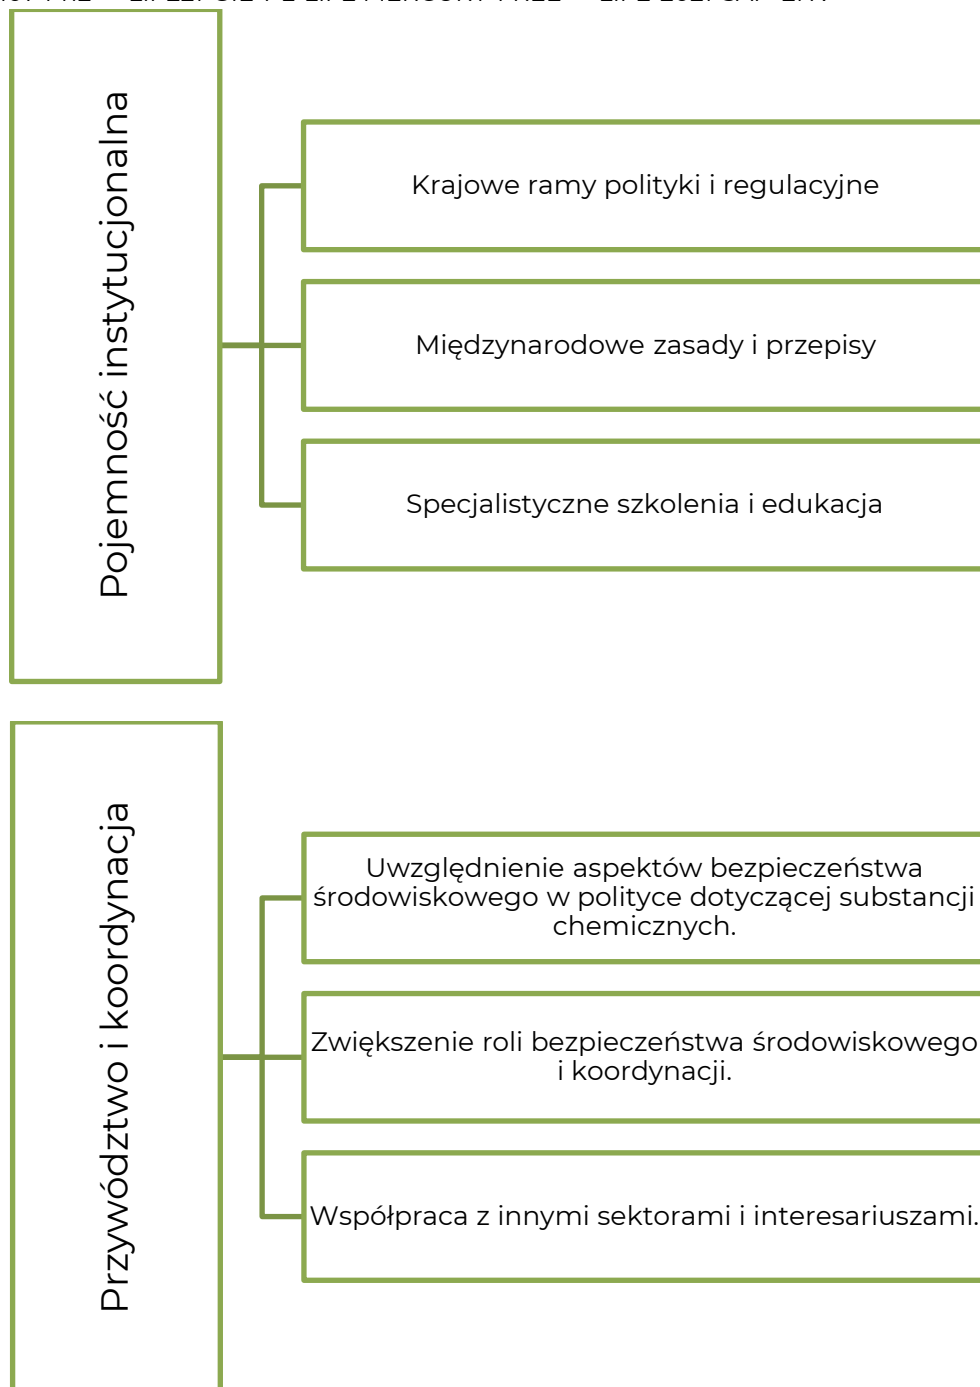 Pojemność instytucjonalna
Krajowe ramy polityki i regulacyjne
Międzynarodowe zasady i przepisy
Specjalistyczne szkolenia i edukacja
Przywództwo i koordynacja
Uwzględnienie aspektów bezpieczeństwa
środowiskowego w polityce dotyczącej substancji
chemicznych.
Zwiększenie roli bezpieczeństwa środowiskowego
i koordynacji.
Współpraca z innymi sektorami i interesariuszami.